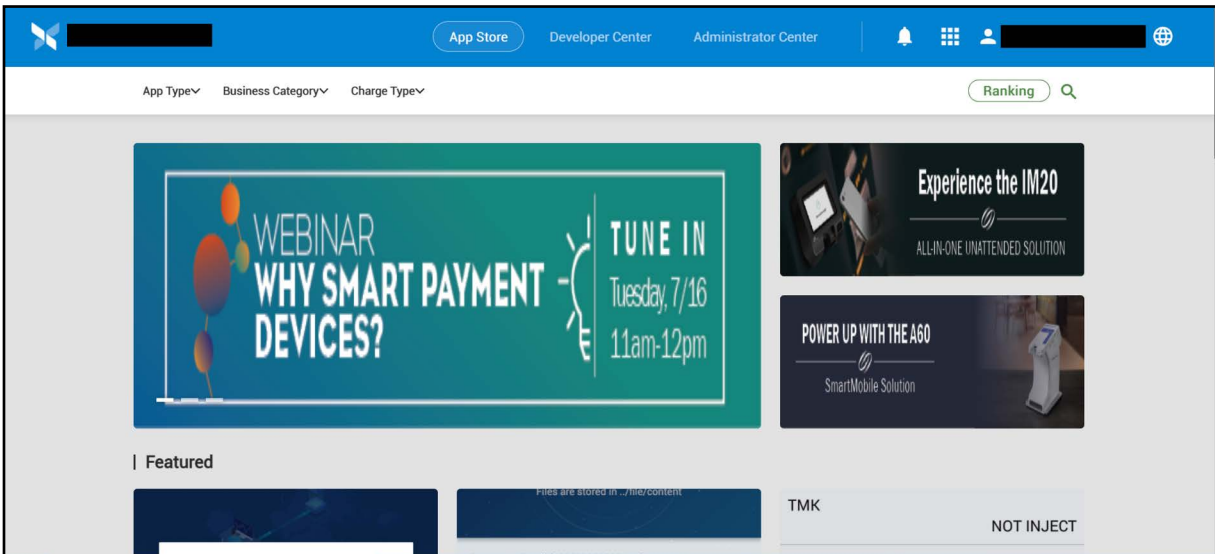 App Store
Developer Center
Administrator Center
App Type
Business Category
Charge Type
Ranking
WEBINAR
WHY SMART PAYMENT
DEVICES?
TUNE IN
Tuesday, 7/16
11am-12pm
Experience the IM20
ALL-IN-ONE UNATTENDED SOLUTION
POWER UP WITH THE A60
SmartMobile Solution
Featured
Files are stored in ../file/content
TMK
NOT INJECT